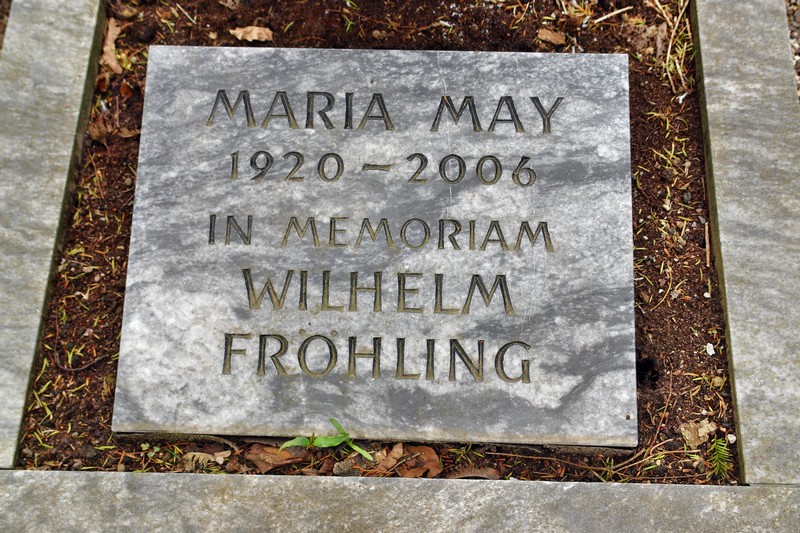 MARIA MAY
1920 – 2006
IN MEMORIAM
WILHELM
FRÖHLING